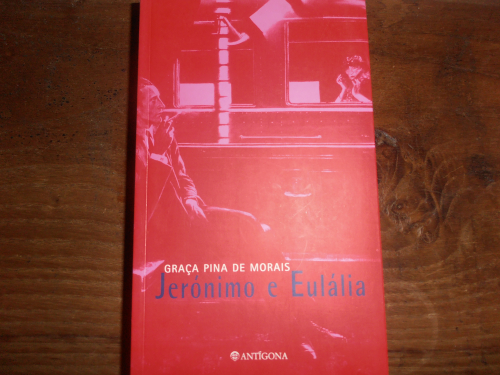 GRAÇA PINA DE MORAIS
Jerónimo e Eulália
ANTÍGONA